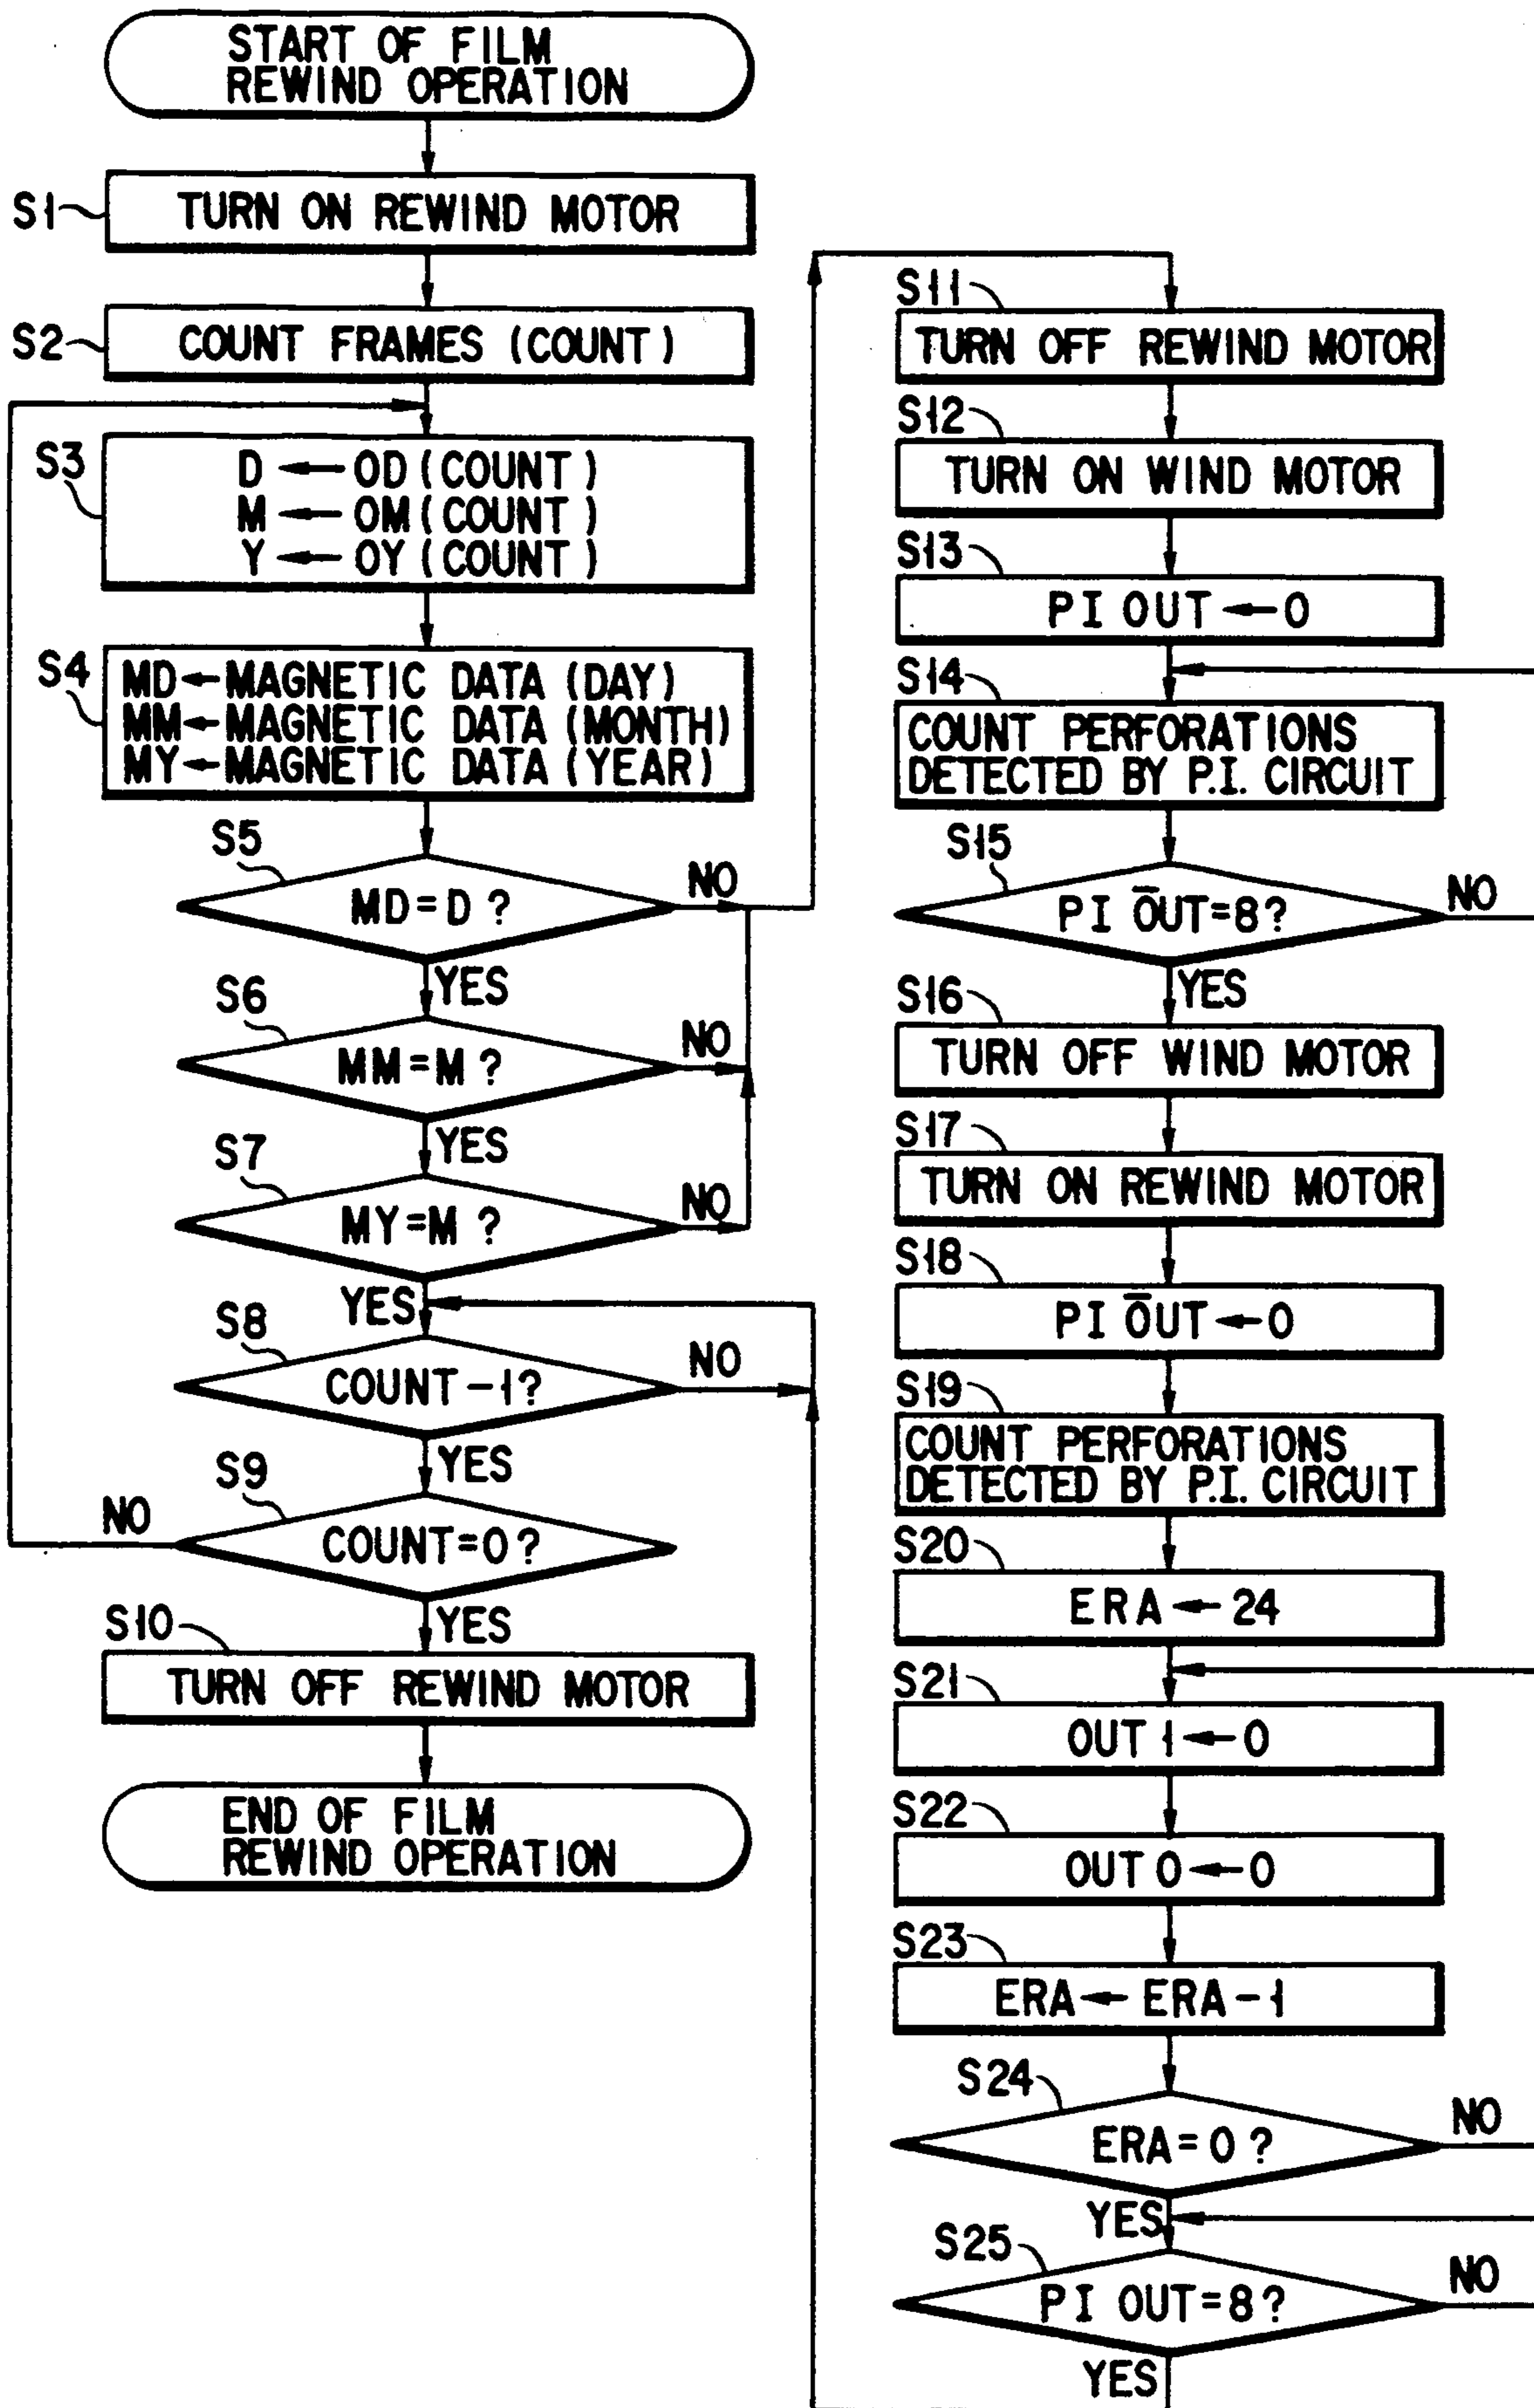 START OF FILM
REWIND OPERATION
S1
TURN ON REWIND MOTOR
S2
COUNT FRAMES (COUNT)
S3
D ← OD (COUNT)
M ← OM (COUNT)
Y ← OY (COUNT)
S4
MD ← MAGNETIC DATA (DAY)
MM ← MAGNETIC DATA (MONTH)
MY ← MAGNETIC DATA (YEAR)
S5
MD = D ?
NO
YES
S6
MM = M ?
NO
YES
S7
MY = M ?
NO
YES
S8
COUNT - 1?
NO
YES
S9
COUNT = 0 ?
NO
YES
S10
TURN OFF REWIND MOTOR
END OF FILM
REWIND OPERATION
S11
TURN OFF REWIND MOTOR
S12
TURN ON WIND MOTOR
S13
PI OUT ← 0
S14
COUNT PERFORATIONS
DETECTED BY P.I. CIRCUIT
S15
PI O̅UT = 8 ?
NO
YES
S16
TURN OFF WIND MOTOR
S17
TURN ON REWIND MOTOR
S18
PI O̅UT ← 0
S19
COUNT PERFORATIONS
DETECTED BY P.I. CIRCUIT
S20
ERA ← 24
S21
OUT 1 ← 0
S22
OUT 0 ← 0
S23
ERA ← ERA - 1
S24
ERA = 0 ?
NO
YES
S25
PI OUT = 8 ?
NO
YES